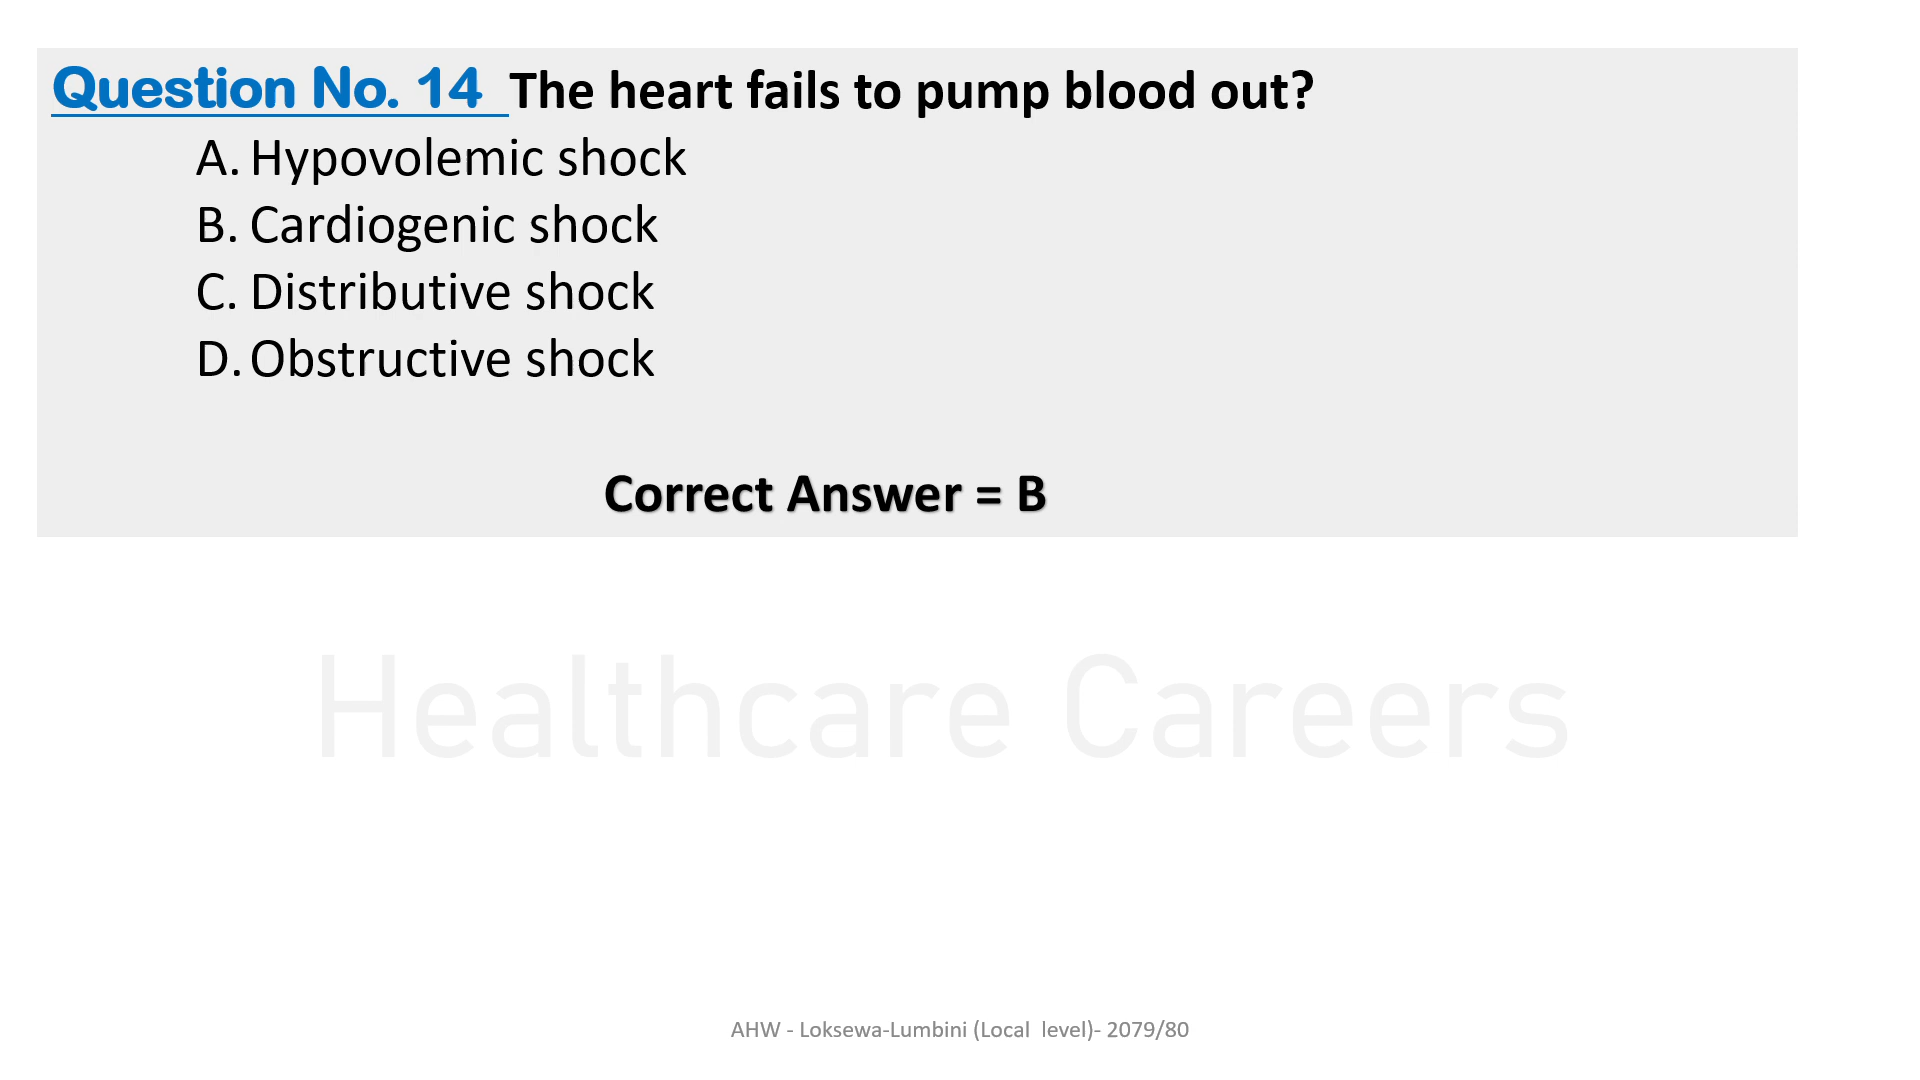 Question No. 14 The heart fails to pump blood out?
A. Hypovolemic shock
B. Cardiogenic shock
C. Distributive shock
D. Obstructive shock
Correct Answer = B
Healthcare Careers
AHW - Loksewa-Lumbini (Local level)- 2079/80